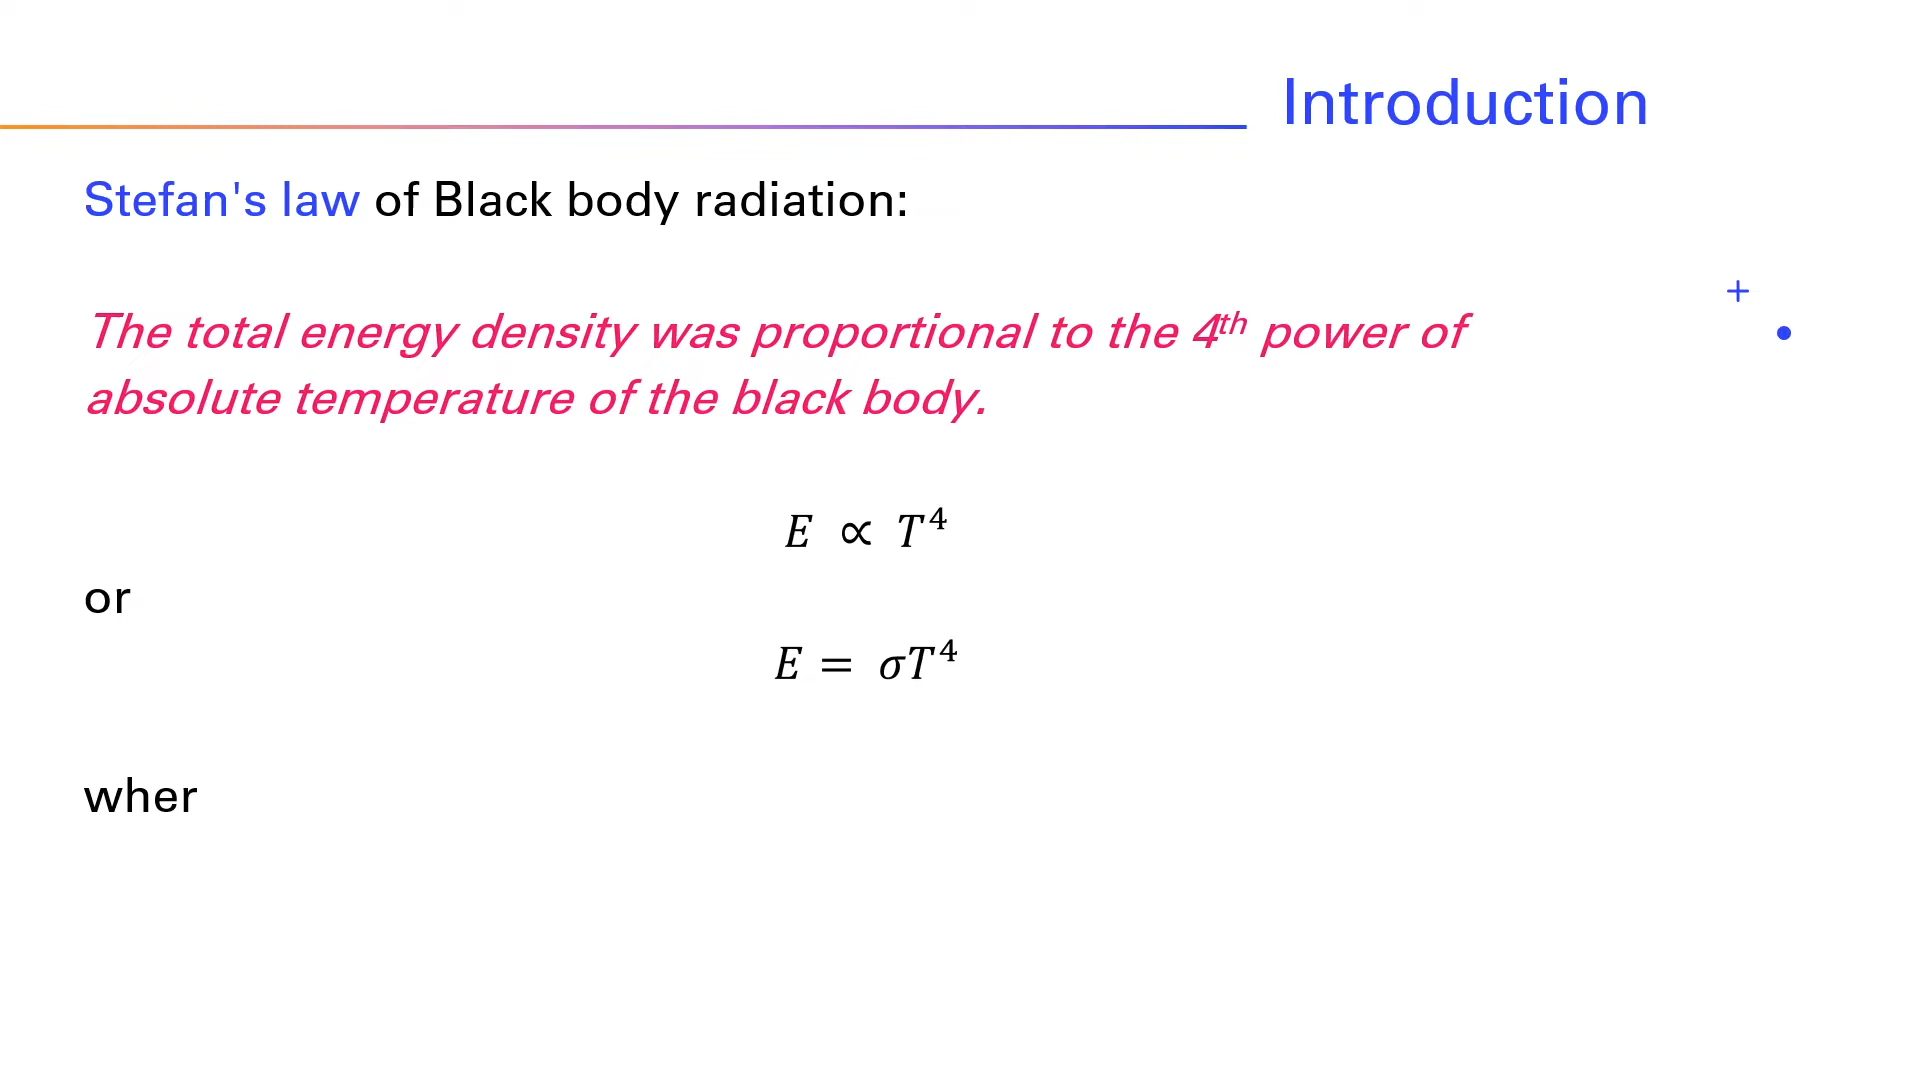 Introduction
Stefan's law of Black body radiation:
The total energy density was proportional to the 4th power of
absolute temperature of the black body.
E ∝ T⁴
or
E = σT⁴
wher